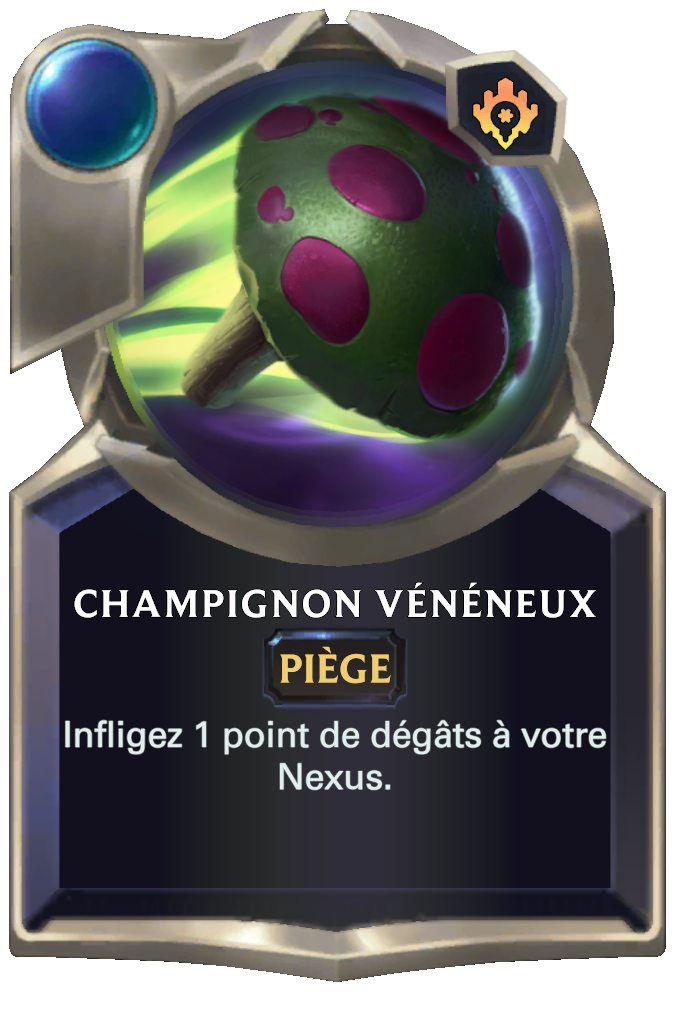 CHAMPIGNON VÉNÉNEUX
PIÈGE
Infligez 1 point de dégâts à votre
Nexus.